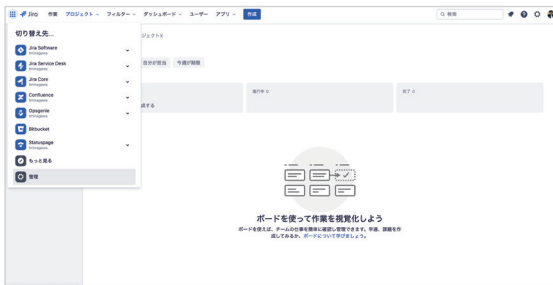 Jira 作業 プロジェクト フィルター ダッシュボード ユーザー アプリ 作成 検索
切り替え先...
Jira Software
Jira Service Desk
Jira Core
Confluence
Opsgenie
Bitbucket
Statuspage
もっと見る
管理
自分が担当 今週が期限
進行中 0
完了 0
成する
ボードを使って作業を視覚化しよう
ボードを使えば、チームの仕事を簡単に確認し管理できます。早速、課題を作
成してみるか、ボードについて学びましょう。